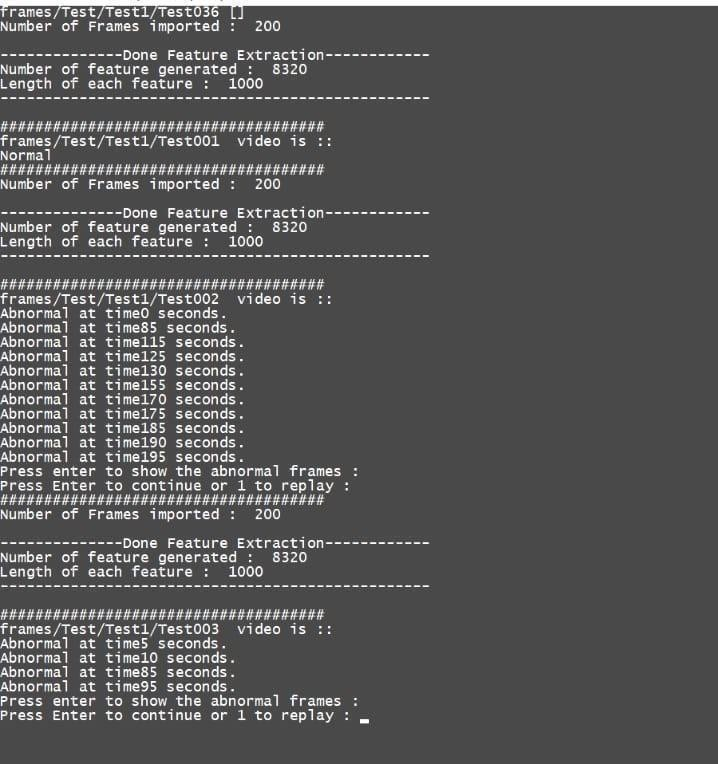 frames/Test/Test1/Test036 []
Number of Frames imported :  200
--------------Done Feature Extraction------------
Number of feature generated :  8320
Length of each feature :  1000
-------------------------------------------------
#####################################
frames/Test/Test1/Test001  video is ::
Normal
#####################################
Number of Frames imported :  200
--------------Done Feature Extraction------------
Number of feature generated :  8320
Length of each feature :  1000
-------------------------------------------------
#####################################
frames/Test/Test1/Test002  video is ::
Abnormal at time0 seconds.
Abnormal at time85 seconds.
Abnormal at time115 seconds.
Abnormal at time125 seconds.
Abnormal at time130 seconds.
Abnormal at time155 seconds.
Abnormal at time170 seconds.
Abnormal at time175 seconds.
Abnormal at time185 seconds.
Abnormal at time190 seconds.
Abnormal at time195 seconds.
Press enter to show the abnormal frames :
Press Enter to continue or 1 to replay :
#####################################
Number of Frames imported :  200
--------------Done Feature Extraction------------
Number of feature generated :  8320
Length of each feature :  1000
-------------------------------------------------
#####################################
frames/Test/Test1/Test003  video is ::
Abnormal at time5 seconds.
Abnormal at time10 seconds.
Abnormal at time85 seconds.
Abnormal at time95 seconds.
Press enter to show the abnormal frames :
Press Enter to continue or 1 to replay :